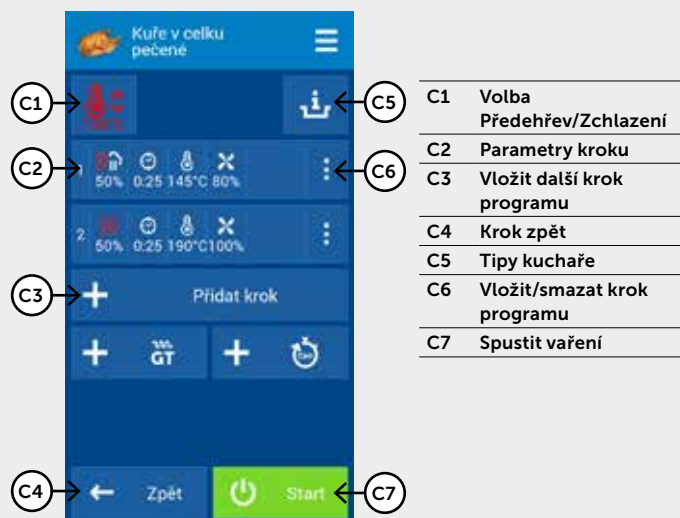 Kuře v celku
pečené
C1
C5
C2
1 50% 0:25 145°C 80%
C6
2 50% 0:25 190°C 100%
C3
Přidat krok
GT
C4
Zpět
Start
C7
C1 Volba
Předehřev/Zchlazení
C2 Parametry kroku
C3 Vložit další krok
programu
C4 Krok zpět
C5 Tipy kuchaře
C6 Vložit/smazat krok
programu
C7 Spustit vaření